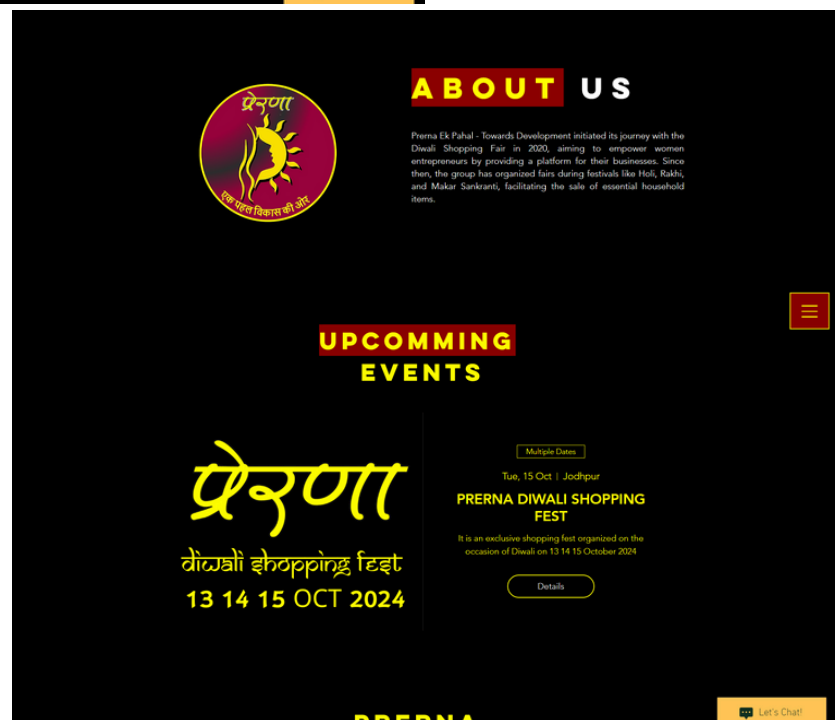 प्रेरणा
एक पहल विकास की ओर
ABOUT US
Prerna Ek Pahal - Towards Development initiated its journey with the
Diwali Shopping Fair in 2020, aiming to empower women
entrepreneurs by providing a platform for their businesses. Since
then, the group has organized fairs during festivals like Holi, Rakhi,
and Makar Sankranti, facilitating the sale of essential household
items.
UPCOMMING
EVENTS
प्रेरणा
diwali shopping fest
13 14 15 OCT 2024
Multiple Dates
Tue, 15 Oct | Jodhpur
PRERNA DIWALI SHOPPING
FEST
It is an exclusive shopping fest organized on the
occasion of Diwali on 13 14 15 October 2024
Details
PRERNA
Let's Chat!